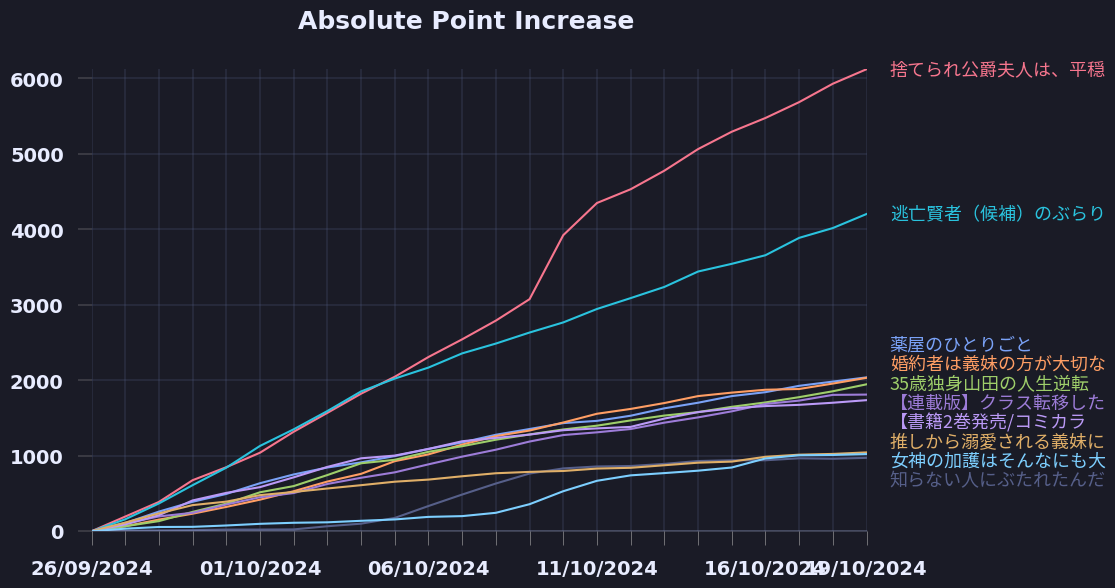 Absolute Point Increase
6000
5000
4000
3000
2000
1000
0
26/09/2024
01/10/2024
06/10/2024
11/10/2024
16/10/2024
19/10/2024
捨てられ公爵夫人は、平穏
逃亡賢者（候補）のぶらり
薬屋のひとりごと
婚約者は義妹の方が大切な
35歳独身山田の人生逆転
【連載版】クラス転移した
【書籍2巻発売/コミカラ
推しから溺愛される義妹に
女神の加護はそんなにも大
知らない人にぶたれたんだ